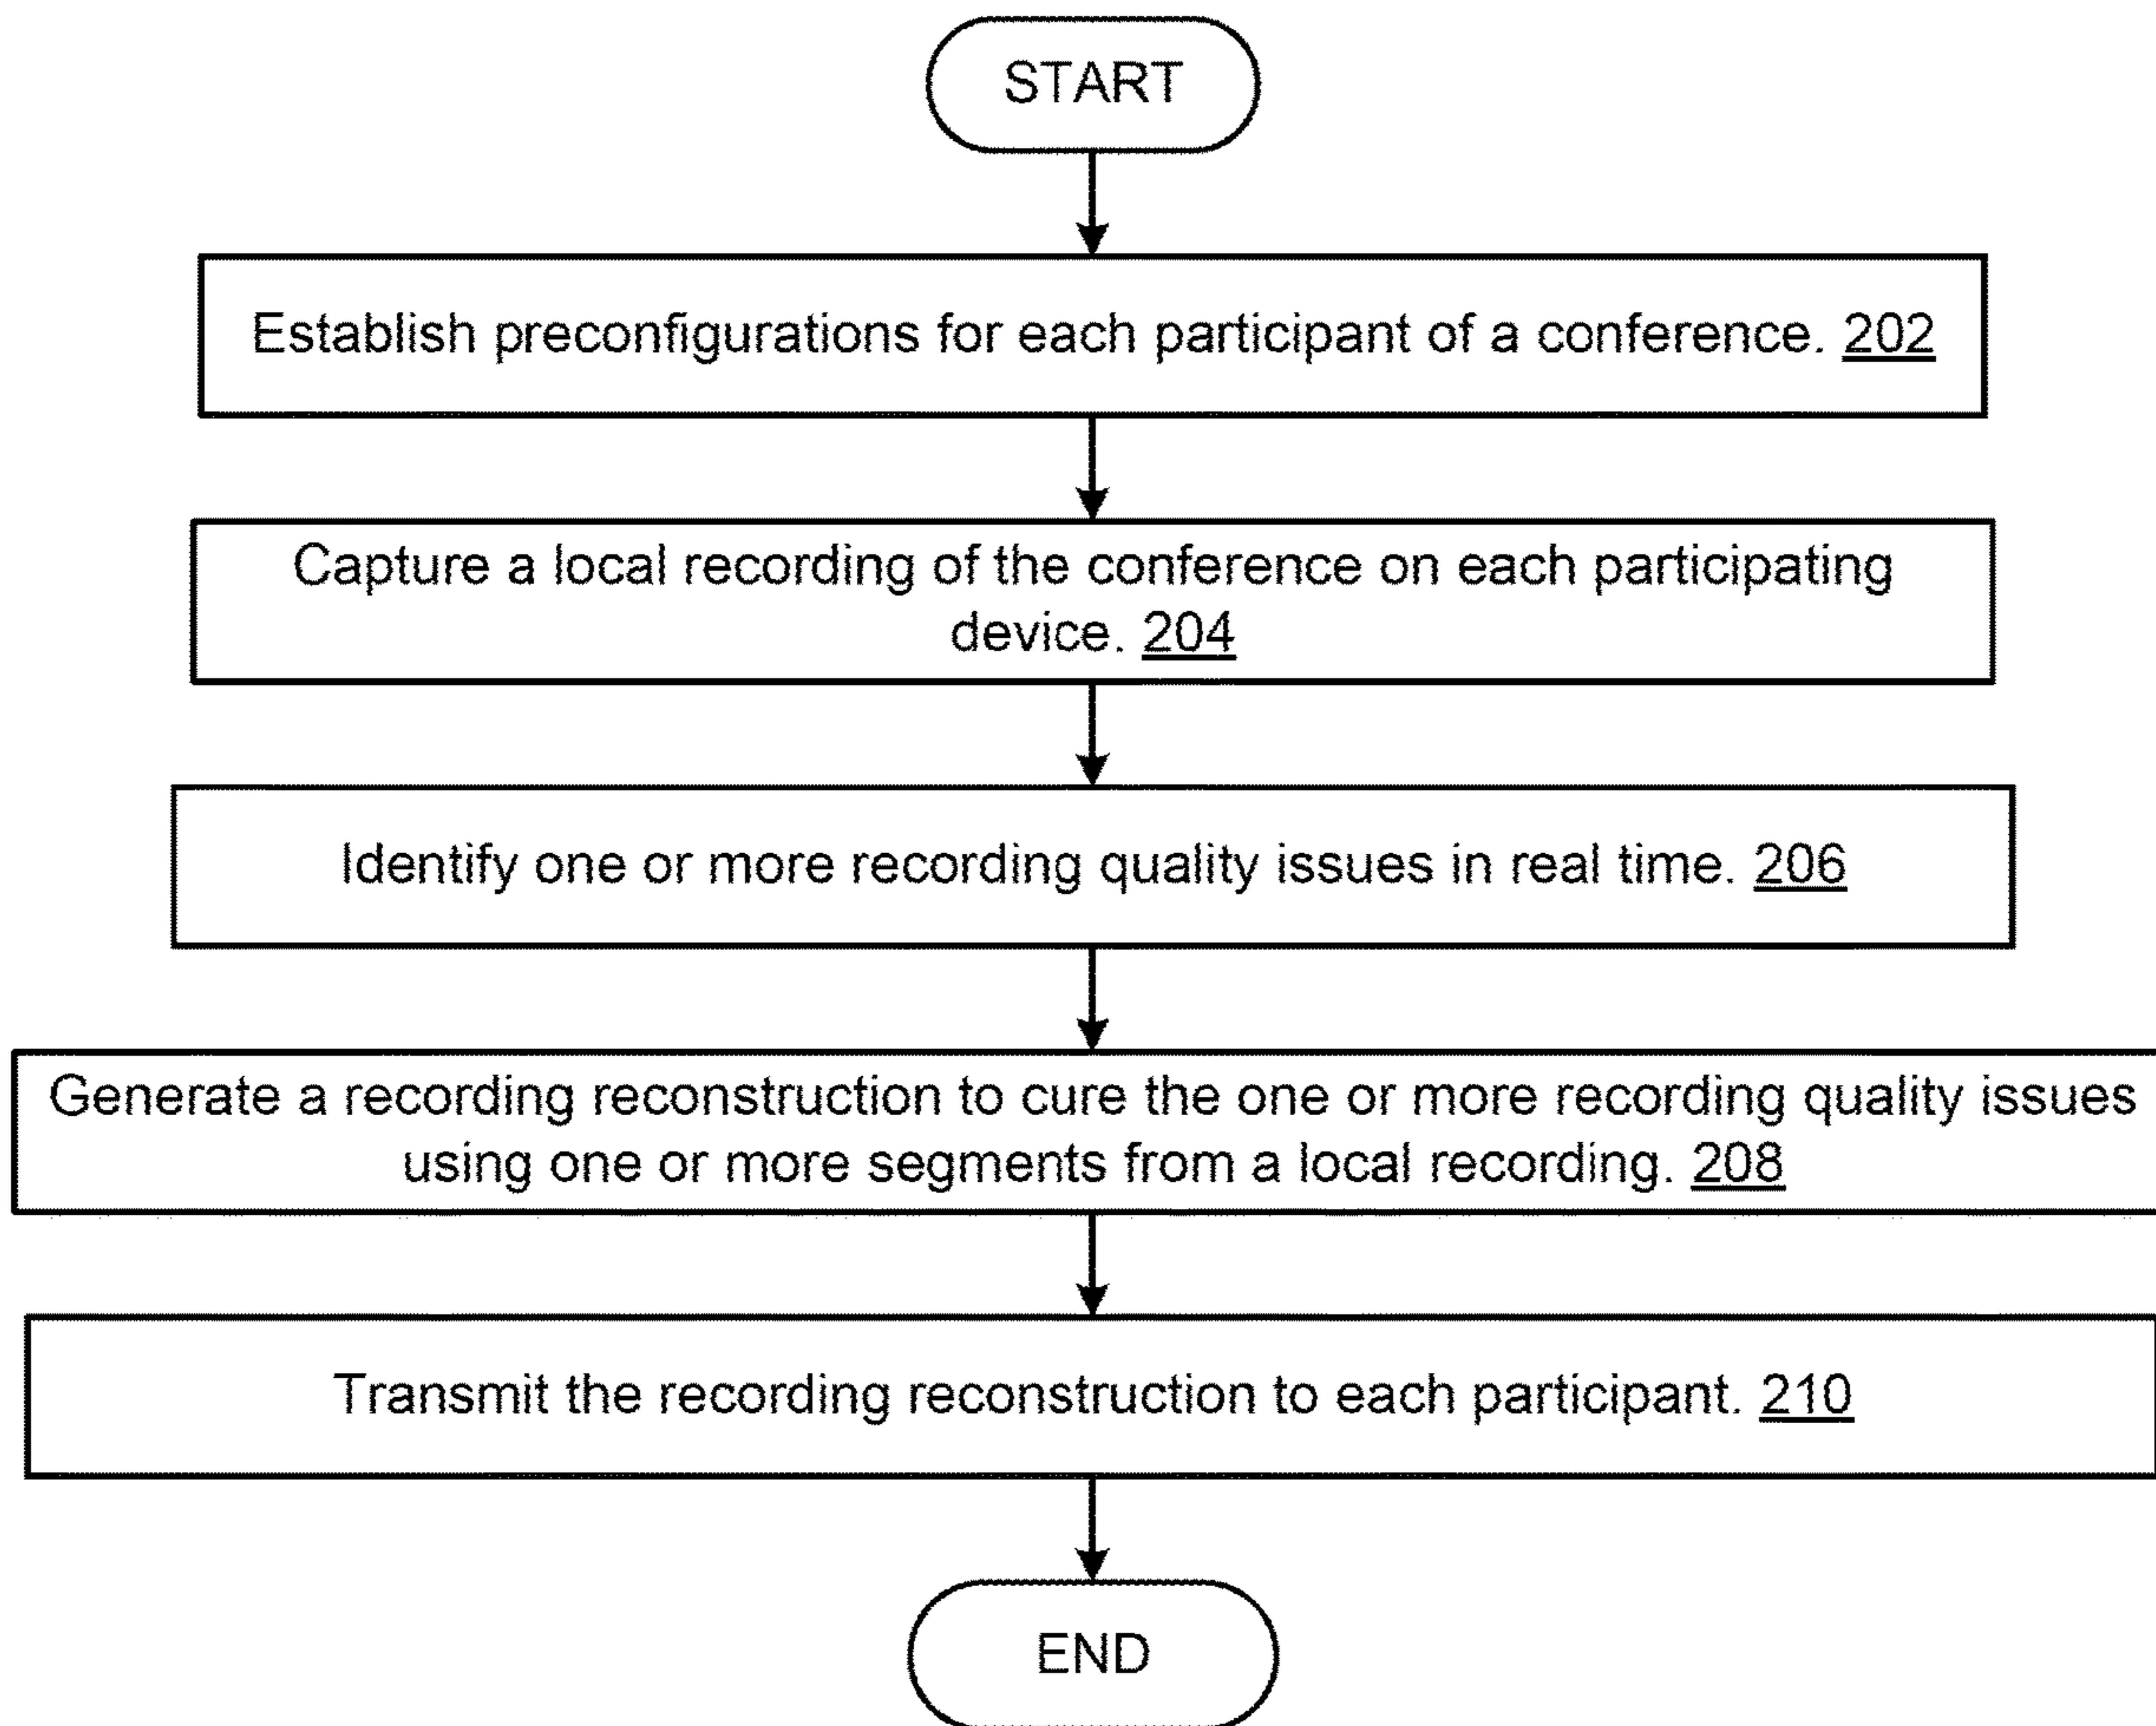 START
Establish preconfigurations for each participant of a conference. 202
Capture a local recording of the conference on each participating
device. 204
Identify one or more recording quality issues in real time. 206
Generate a recording reconstruction to cure the one or more recording quality issues
using one or more segments from a local recording. 208
Transmit the recording reconstruction to each participant. 210
END